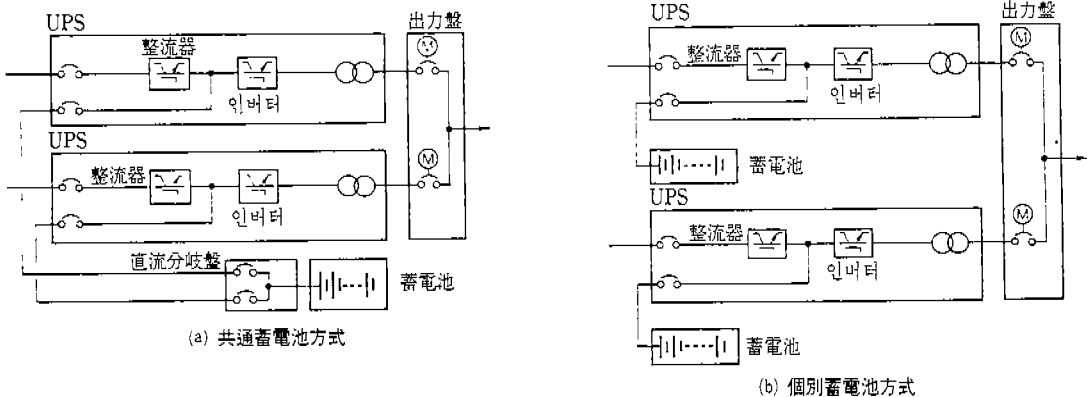 UPS
出力盤
整流器
M
인버터
UPS
整流器
M
인버터
直流分岐盤
蓄電池
(a) 共通蓄電池方式
UPS
出力盤
整流器
M
인버터
蓄電池
UPS
整流器
M
인버터
蓄電池
(b) 個別蓄電池方式